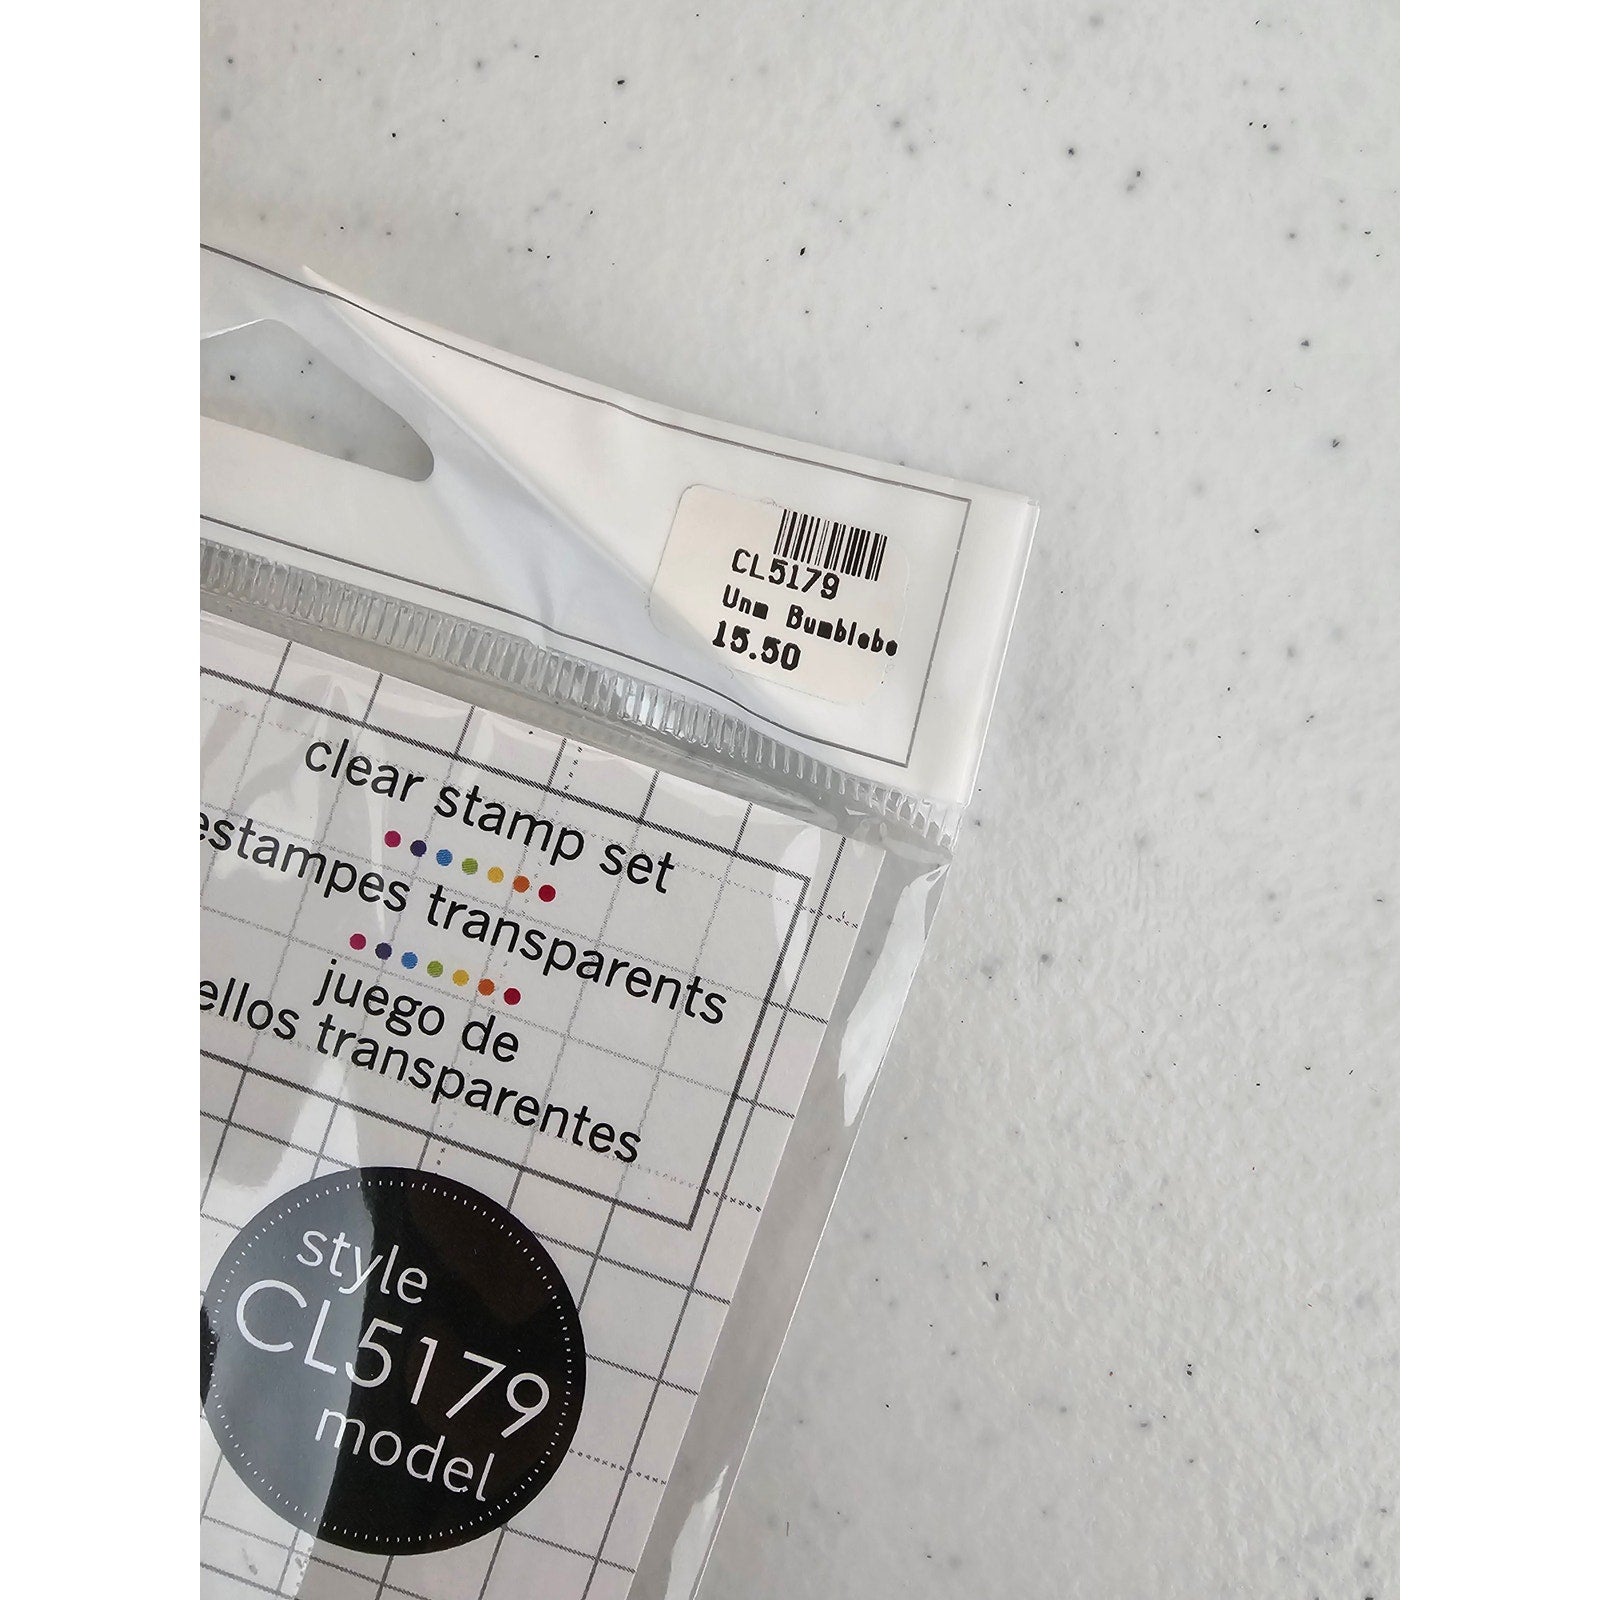 CL5179
Unm Bumblebe
15.50
clear stamp set
estampes transparents
juego de
ellos transparentes
style
CL5179
model